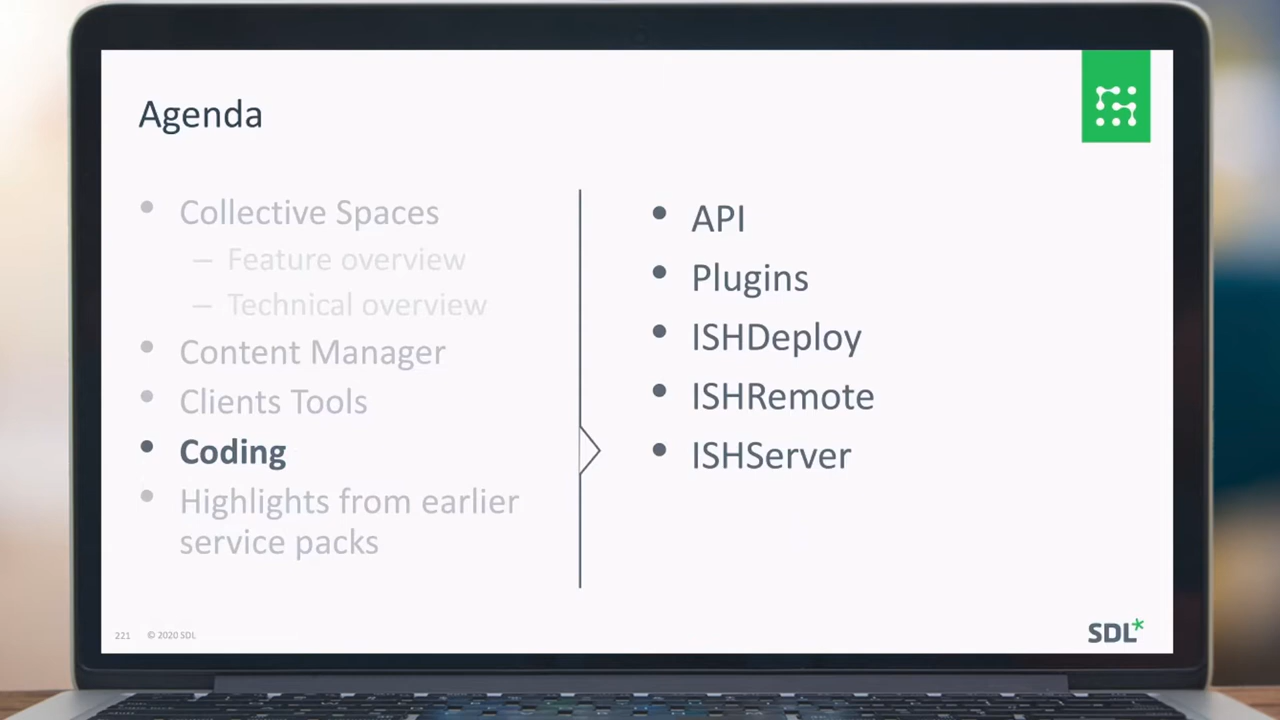 Agenda
• Collective Spaces
– Feature overview
– Technical overview
• Content Manager
• Clients Tools
• Coding
• Highlights from earlier
service packs
• API
• Plugins
• ISHDeploy
• ISHRemote
• ISHServer
221 © 2020 SDL
SDL*